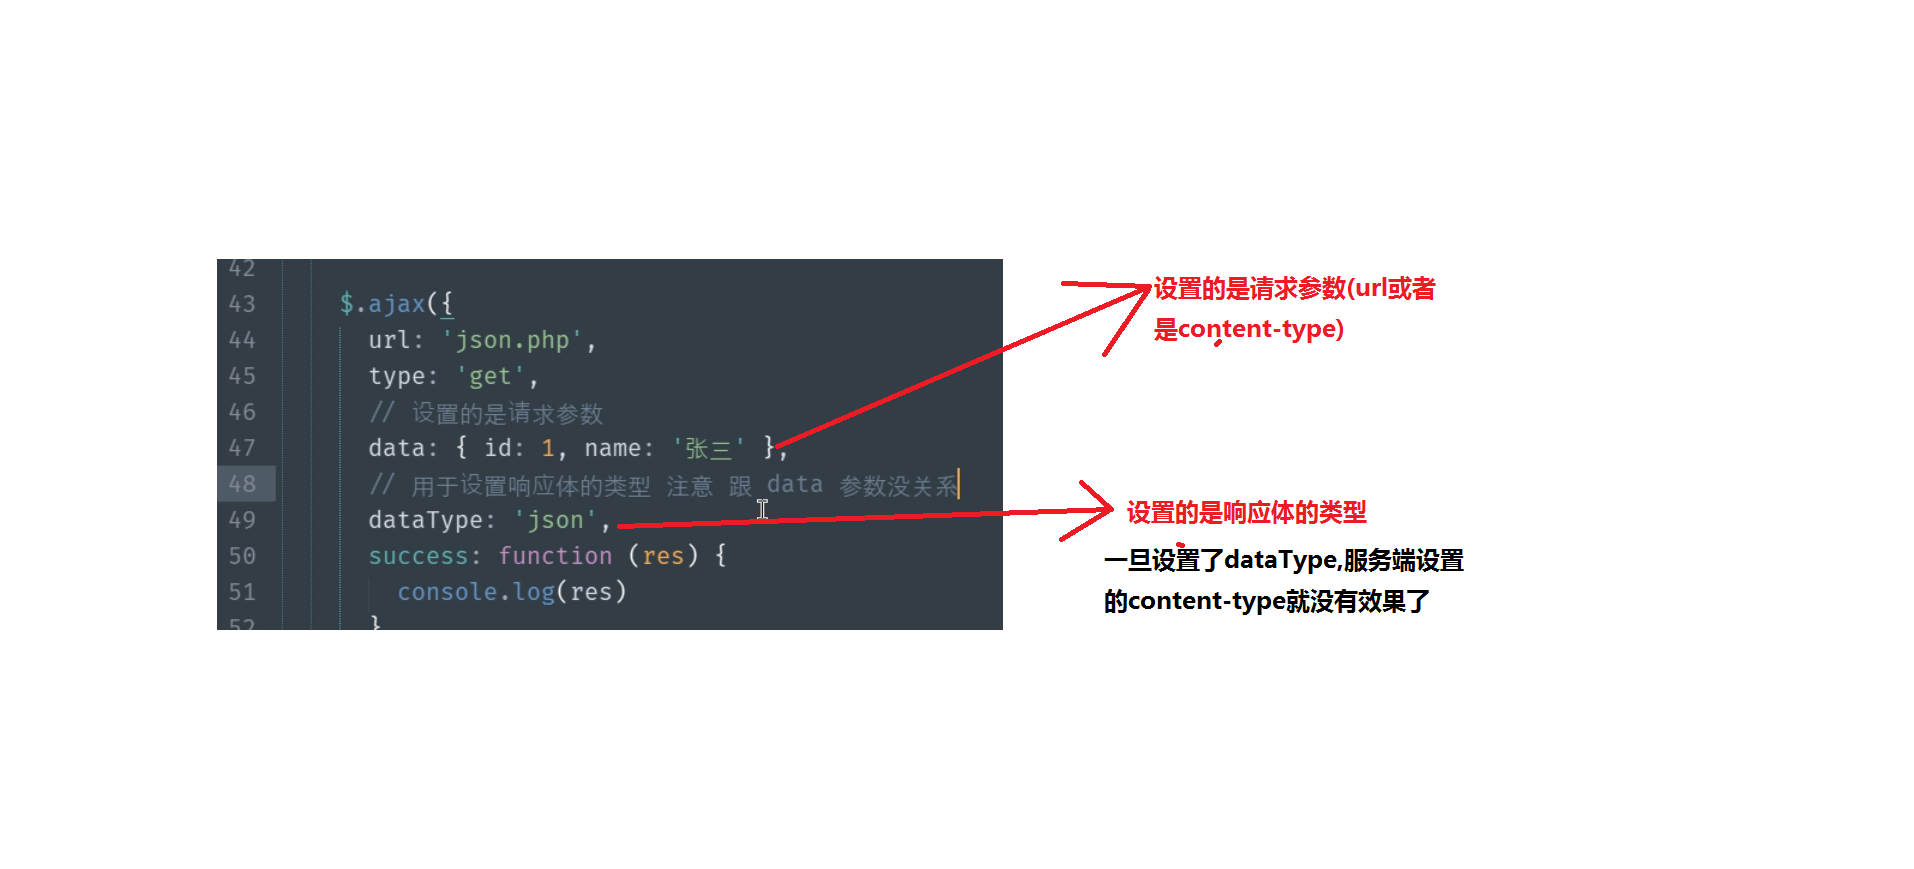 42
43 $.ajax({
44 url: 'json.php',
45 type: 'get',
46 // 设置的是请求参数
47 data: { id: 1, name: '张三' },
48 // 用于设置响应体的类型 注意 跟 data 参数没关系
49 dataType: 'json',
50 success: function (res) {
51 console.log(res)
52 }
设置的是请求参数(url或者
是content-type)
设置的是响应体的类型
一旦设置了dataType,服务端设置
的content-type就没有效果了